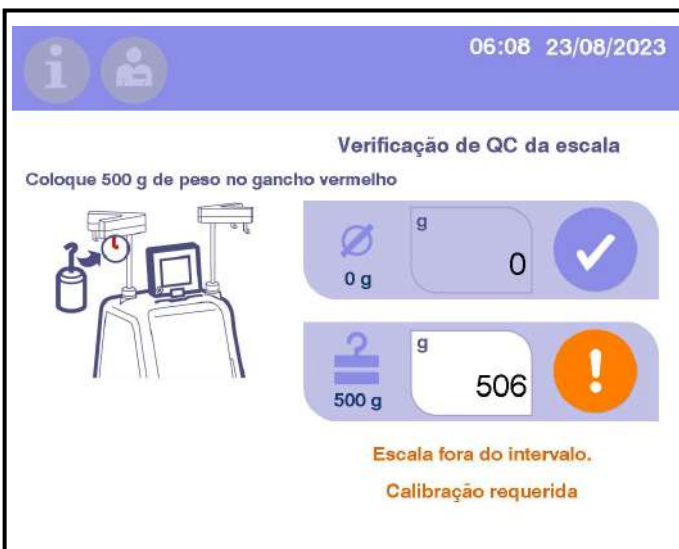 06:08 23/08/2023
Verificação de QC da escala
Coloque 500 g de peso no gancho vermelho
g
0
0 g
g
506
500 g
Escala fora do intervalo.
Calibração requerida